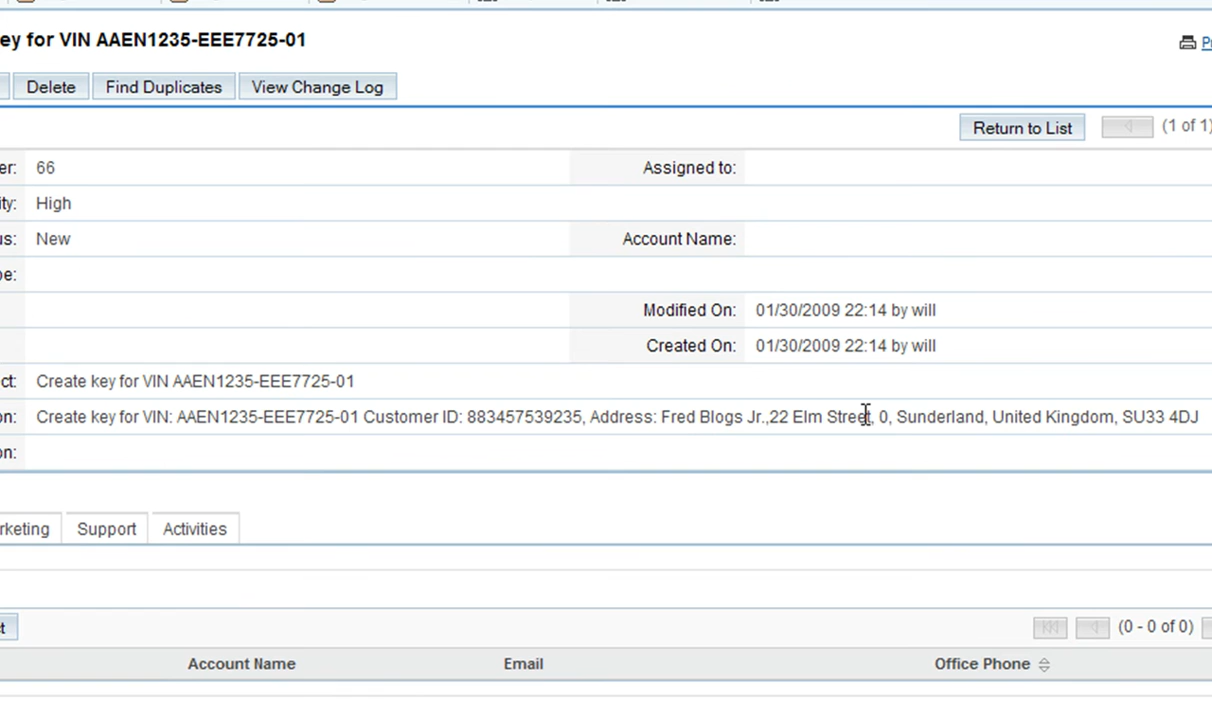 ey for VIN AAEN1235-EEE7725-01
P
Delete Find Duplicates View Change Log
Return to List (1 of 1)
er: 66 Assigned to:
ity: High
us: New Account Name:
pe:
Modified On: 01/30/2009 22:14 by will
Created On: 01/30/2009 22:14 by will
ct: Create key for VIN AAEN1235-EEE7725-01
on: Create key for VIN: AAEN1235-EEE7725-01 Customer ID: 883457539235, Address: Fred Blogs Jr.,22 Elm Street, 0, Sunderland, United Kingdom, SU33 4DJ
on:
rketing Support Activities
t (0 - 0 of 0)
Account Name Email Office Phone